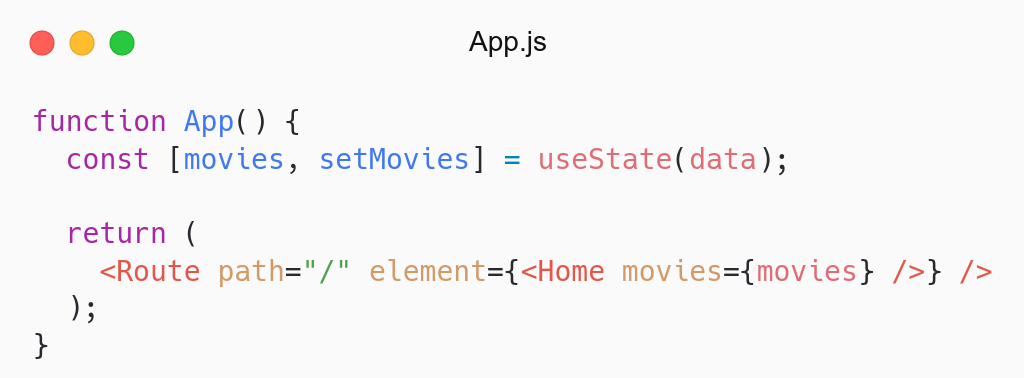 App.js
function App() {
  const [movies, setMovies] = useState(data);

  return (
    <Route path="/" element={<Home movies={movies} />} />
  );
}